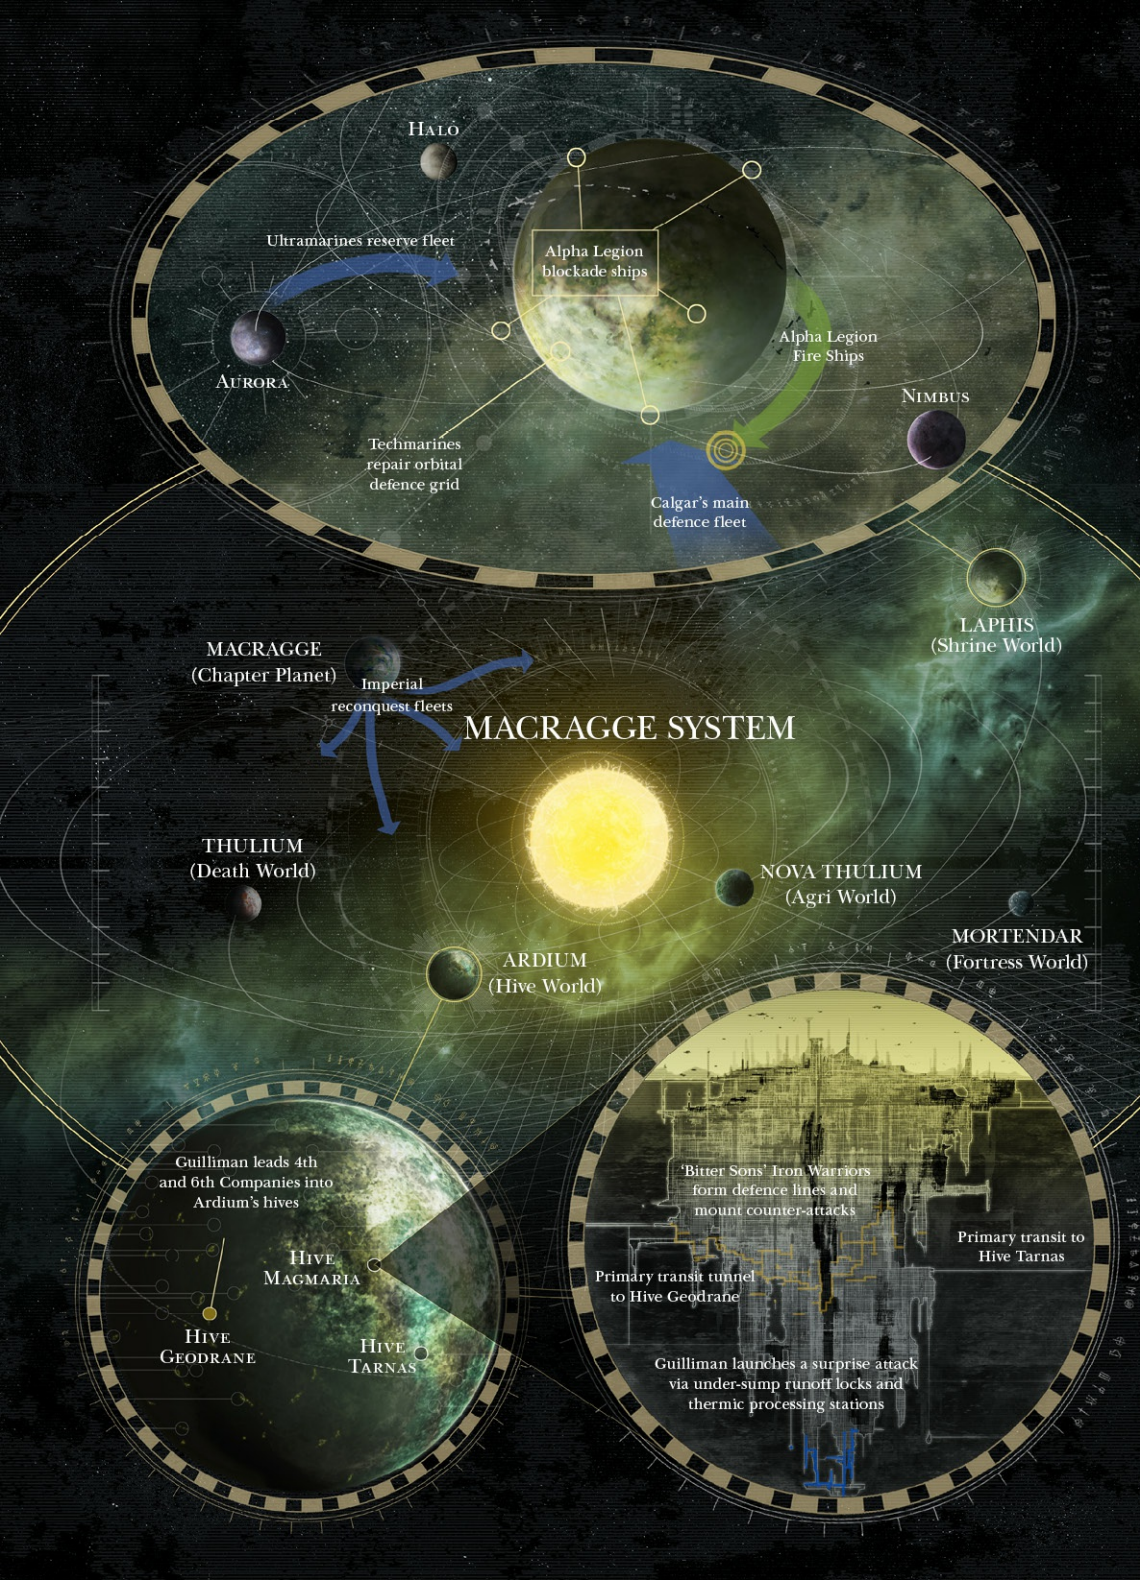 HALO
Ultramarines reserve fleet
Alpha Legion
blockade ships
Alpha Legion
Fire Ships
AURORA
NIMBUS
Techmarines
repair orbital
defence grid
Calgar's main
defence fleet
LAPHIS
(Shrine World)
MACRAGGE
(Chapter Planet)
Imperial
reconquest fleets
MACRAGGE SYSTEM
THULIUM
(Death World)
NOVA THULIUM
(Agri World)
MORTENDAR
(Fortress World)
ARDIUM
(Hive World)
Guilliman leads 4th
and 6th Companies into
Ardium's hives
HIVE
MAGMARIA
HIVE
GEODRANE
HIVE
TARNAS
'Bitter Sons' Iron Warriors
form defence lines and
mount counter-attacks
Primary transit to
Hive Tarnas
Primary transit tunnel
to Hive Geodrane
Guilliman launches a surprise attack
via under-sump runoff locks and
thermic processing stations